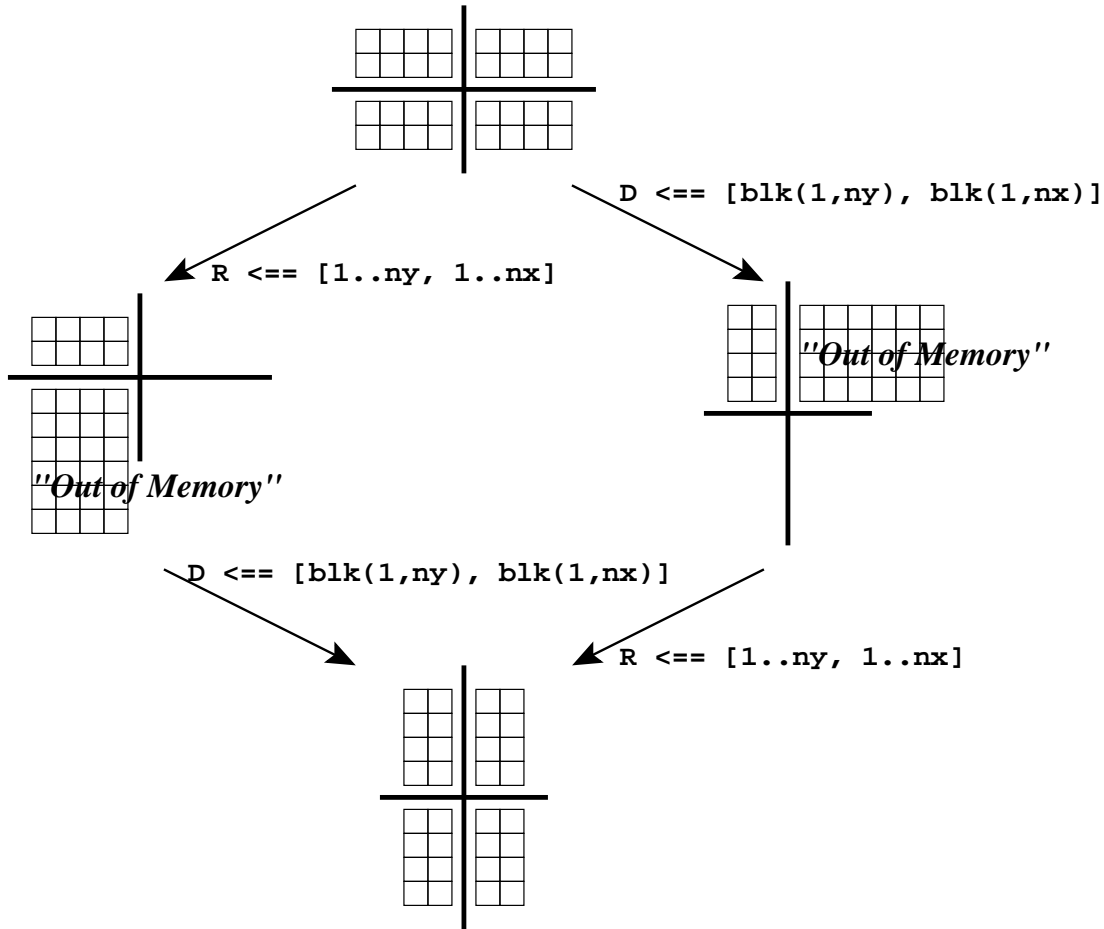 D <== [blk(1,ny), blk(1,nx)]
R <== [1..ny, 1..nx]
"Out of Memory"
"Out of Memory"
D <== [blk(1,ny), blk(1,nx)]
R <== [1..ny, 1..nx]